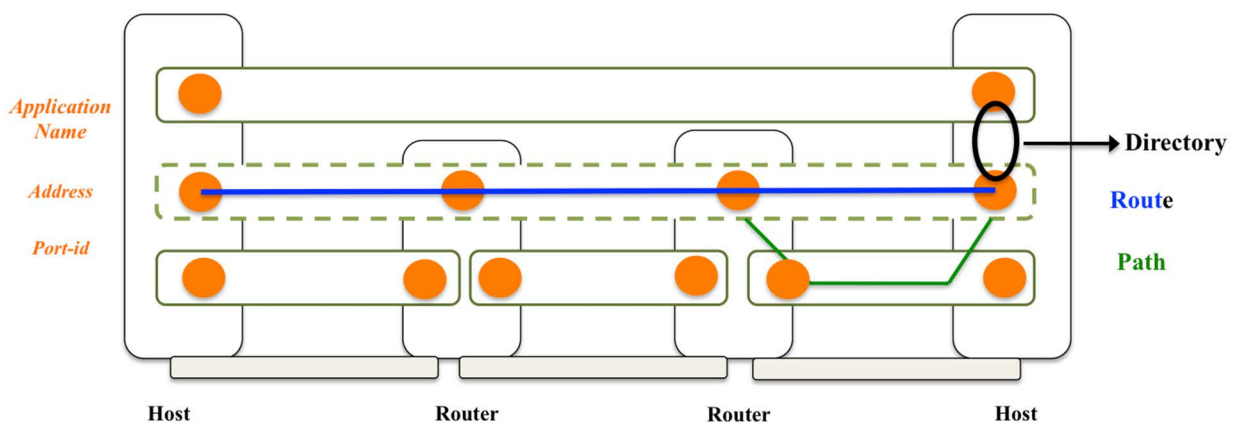 Application
Name
Directory
Address
Route
Port-id
Path
Host
Router
Router
Host